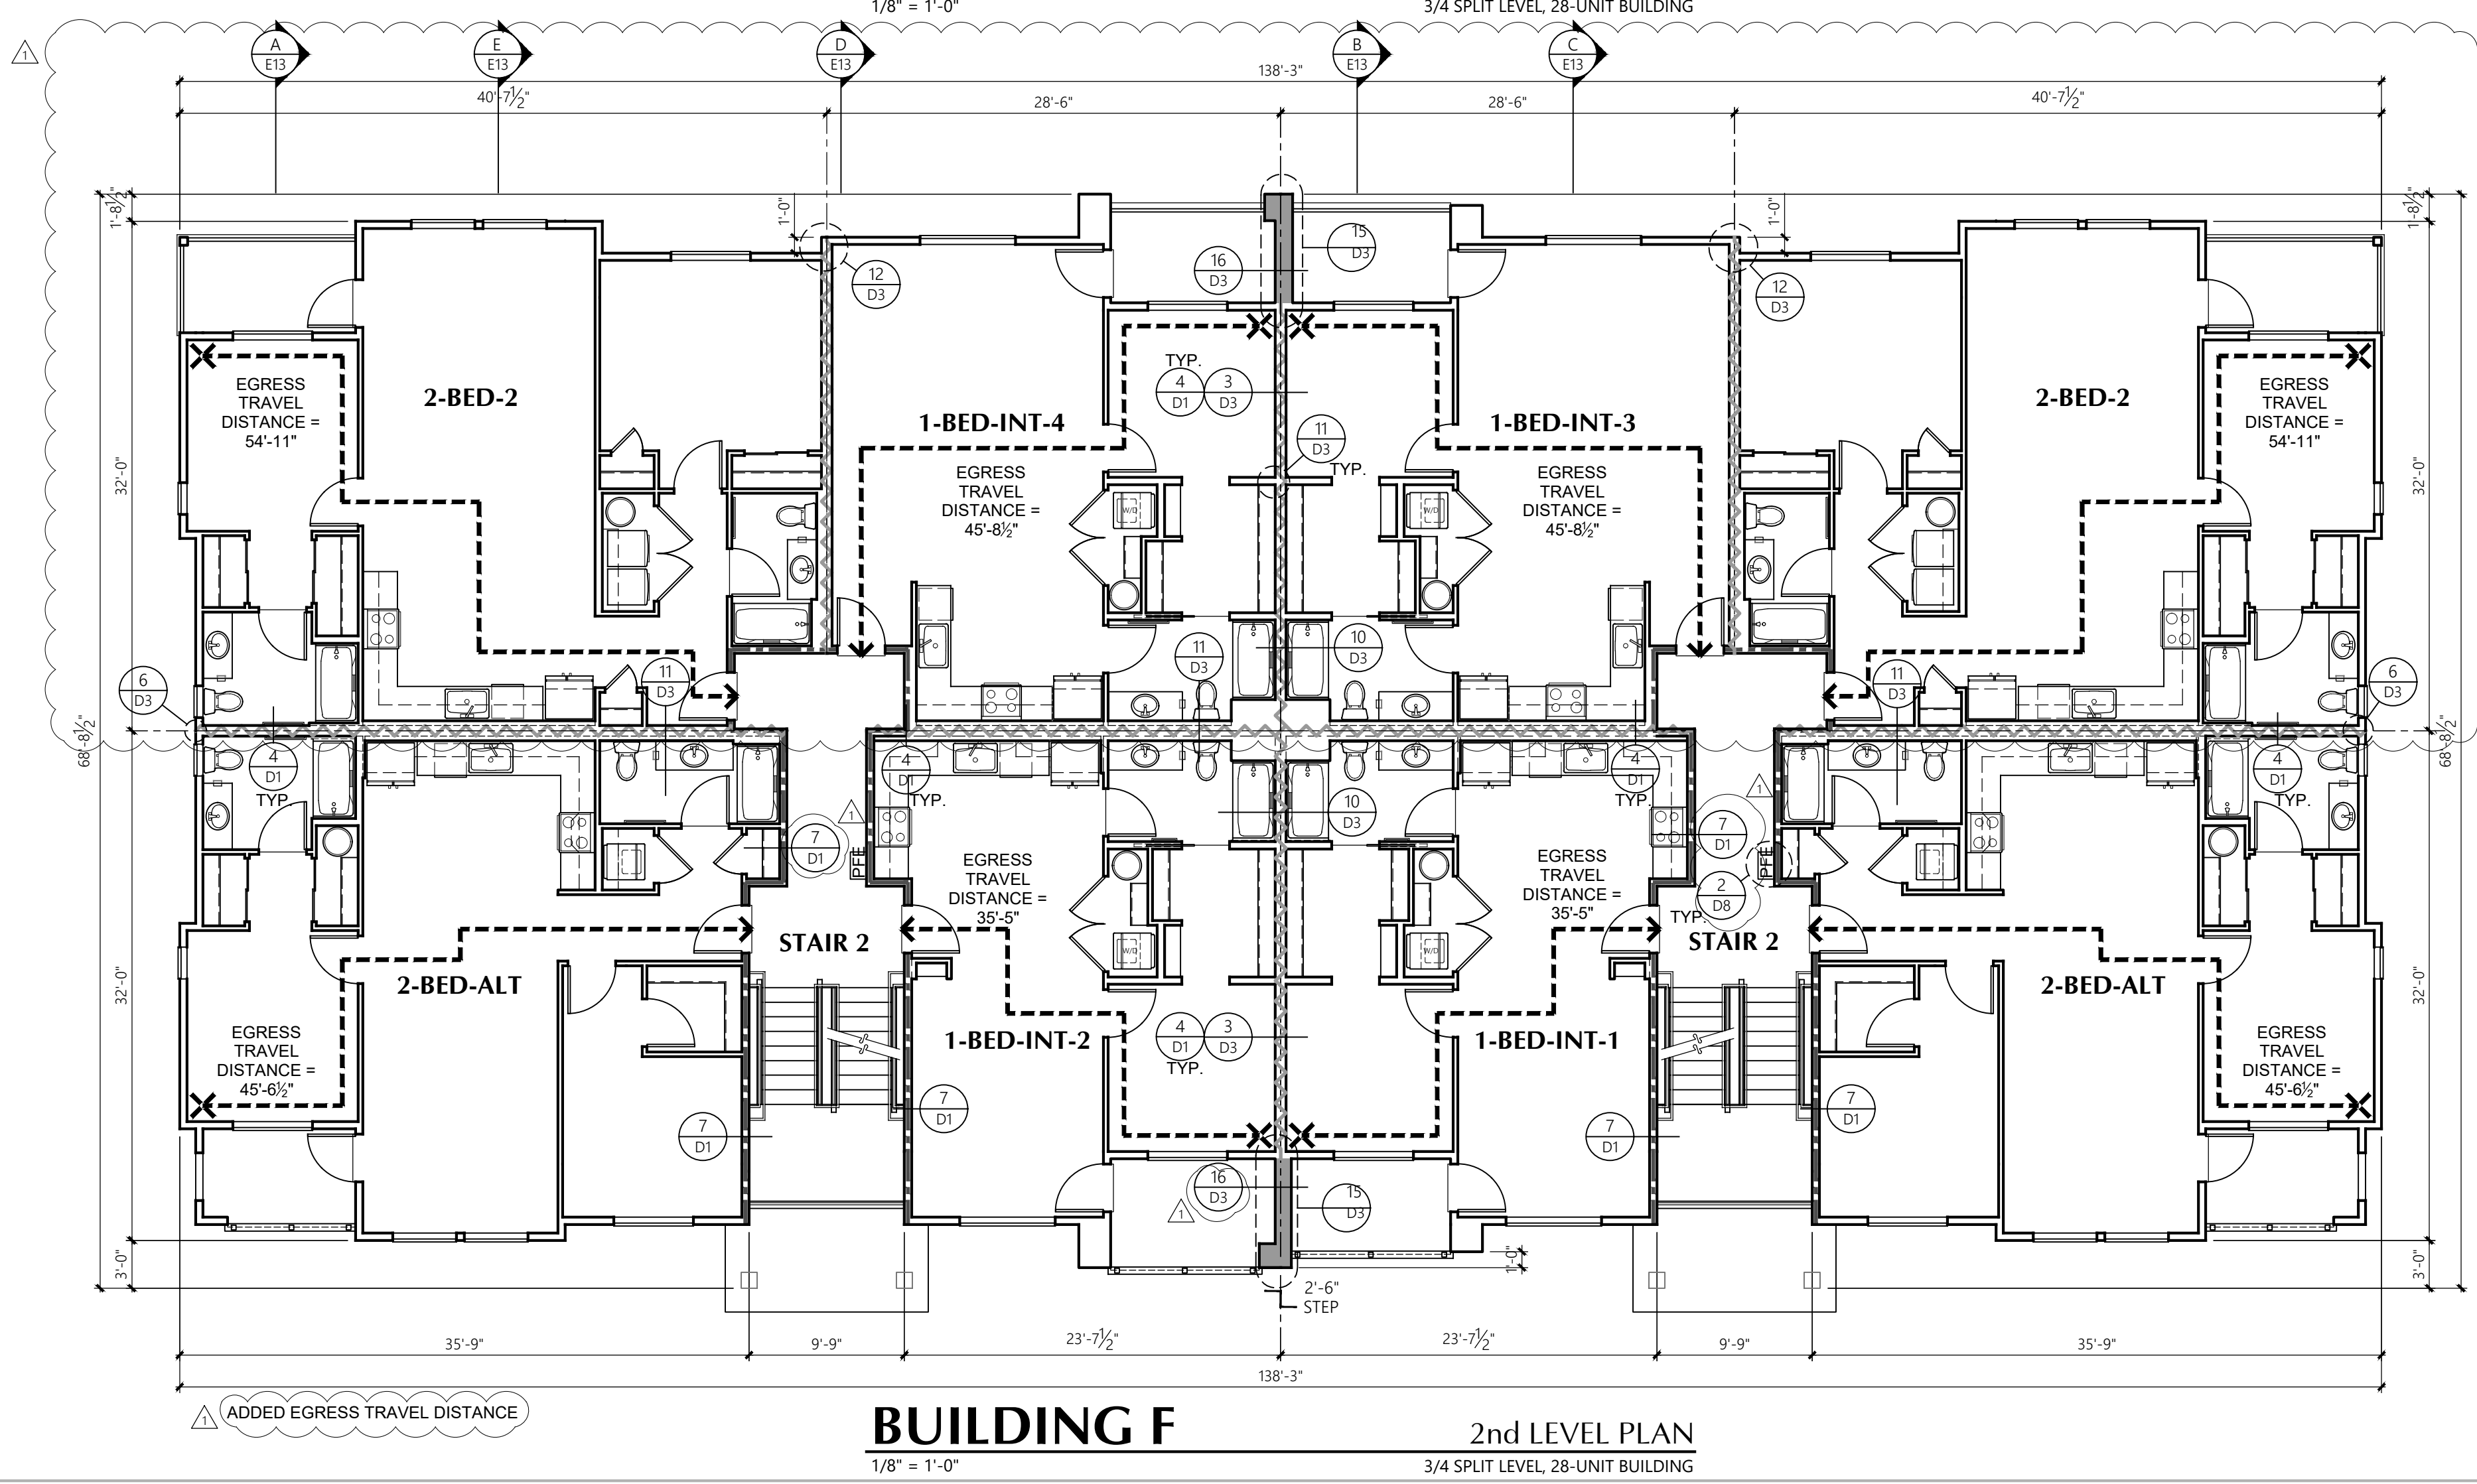 1/8" = 1'-0"
3/4 SPLIT LEVEL, 28-UNIT BUILDING
1
A
E13
E
E13
D
E13
B
E13
C
E13
138'-3"
40'-7½"
28'-6"
28'-6"
40'-7½"
1'-8½"
1'-0"
1'-0"
1'-8½"
15
D3
16
D3
12
D3
12
D3
TYP.
4
D1
3
D3
EGRESS
TRAVEL
DISTANCE =
54'-11"
2-BED-2
1-BED-INT-4
1-BED-INT-3
2-BED-2
EGRESS
TRAVEL
DISTANCE =
54'-11"
11
D3
TYP.
32'-0"
EGRESS
TRAVEL
DISTANCE =
45'-8½"
EGRESS
TRAVEL
DISTANCE =
45'-8½"
32'-0"
W/D
W/D
6
D3
11
D3
11
D3
10
D3
11
D3
6
D3
68'-8½"
68'-8½"
4
D1
TYP.
4
D1
TYP.
4
D1
TYP.
4
D1
TYP.
1
1
7
D1
10
D3
7
D1
PFE
PFE
2
D8
TYP.
EGRESS
TRAVEL
DISTANCE =
35'-5"
EGRESS
TRAVEL
DISTANCE =
35'-5"
STAIR 2
STAIR 2
W/D
W/D
32'-0"
2-BED-ALT
2-BED-ALT
32'-0"
EGRESS
TRAVEL
DISTANCE =
45'-6½"
1-BED-INT-2
4
D1
3
D3
TYP.
1-BED-INT-1
EGRESS
TRAVEL
DISTANCE =
45'-6½"
7
D1
7
D1
7
D1
7
D1
16
D3
1
15
D3
3'-0"
1'-0"
3'-0"
2'-6"
STEP
35'-9"
9'-9"
23'-7½"
23'-7½"
9'-9"
35'-9"
138'-3"
1
ADDED EGRESS TRAVEL DISTANCE
BUILDING F
2nd LEVEL PLAN
1/8" = 1'-0"
3/4 SPLIT LEVEL, 28-UNIT BUILDING